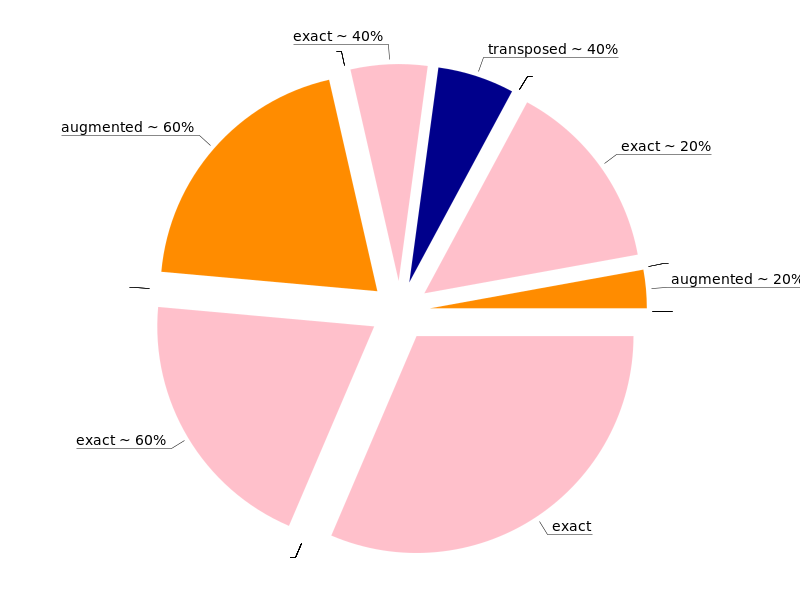 exact ~ 40%
transposed ~ 40%
augmented ~ 60%
exact ~ 20%
augmented ~ 20%
exact ~ 60%
exact